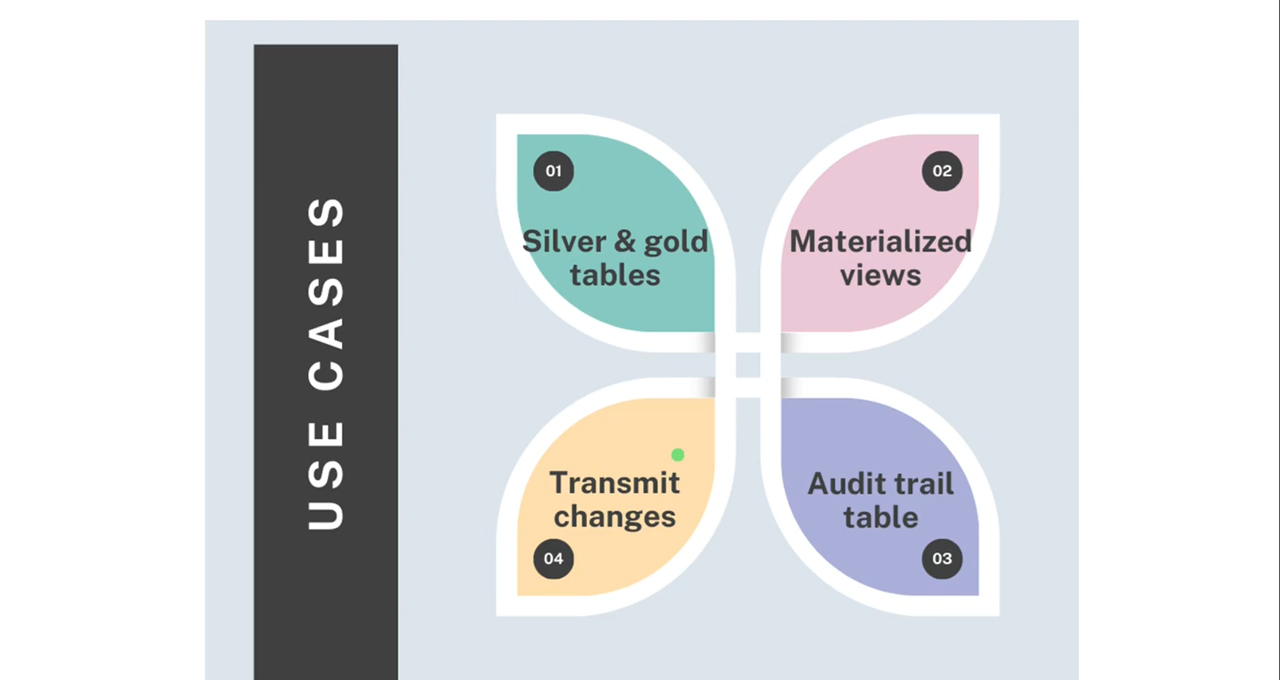 USE CASES
01
Silver & gold
tables
02
Materialized
views
04
Transmit
changes
03
Audit trail
table